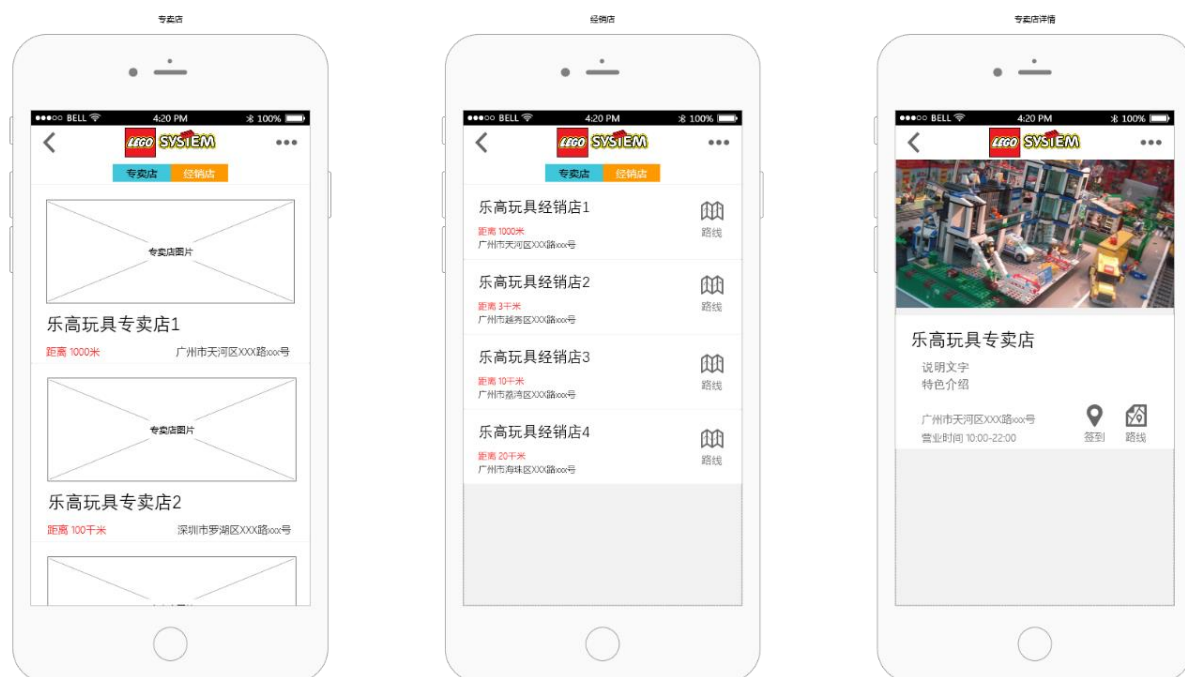 专卖店
BELL 4:20 PM 100%
LEGO SYSTEM
专卖店 经销店
专卖店图片
乐高玩具专卖店1
距离 1000米 广州市天河区XXX路xxx号
专卖店图片
乐高玩具专卖店2
距离 100千米 深圳市罗湖区XXX路xxx号
经销店
BELL 4:20 PM 100%
LEGO SYSTEM
专卖店 经销店
乐高玩具经销店1
距离 1000米
广州市天河区XXX路xxx号
路线
乐高玩具经销店2
距离 3千米
广州市越秀区XXX路xxx号
路线
乐高玩具经销店3
距离 10千米
广州市荔湾区XXX路xxx号
路线
乐高玩具经销店4
距离 20千米
广州市海珠区XXX路xxx号
路线
专卖店详情
BELL 4:20 PM 100%
LEGO SYSTEM
乐高玩具专卖店
说明文字
特色介绍
广州市天河区XXX路xxx号
营业时间 10:00-22:00
签到 路线